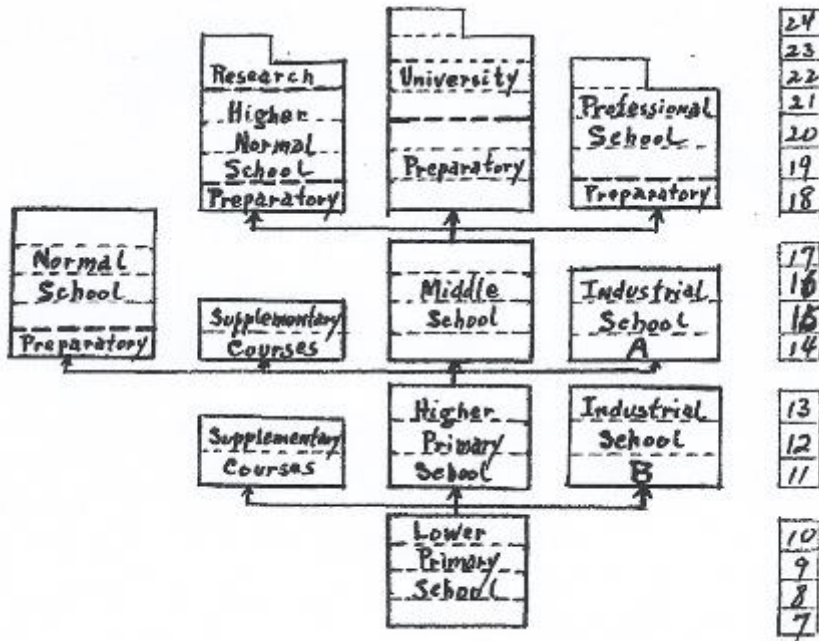 24
23
22
21
20
19
18
Research
Higher
Normal
School
Preparatory
University
Preparatory
Professional
School
Preparatory
17
16
15
14
Normal
School
Preparatory
Supplementary
Courses
Middle
School
Industrial
School
A
13
12
11
Supplementary
Courses
Higher
Primary
School
Industrial
School
B
10
9
8
7
Lower
Primary
School